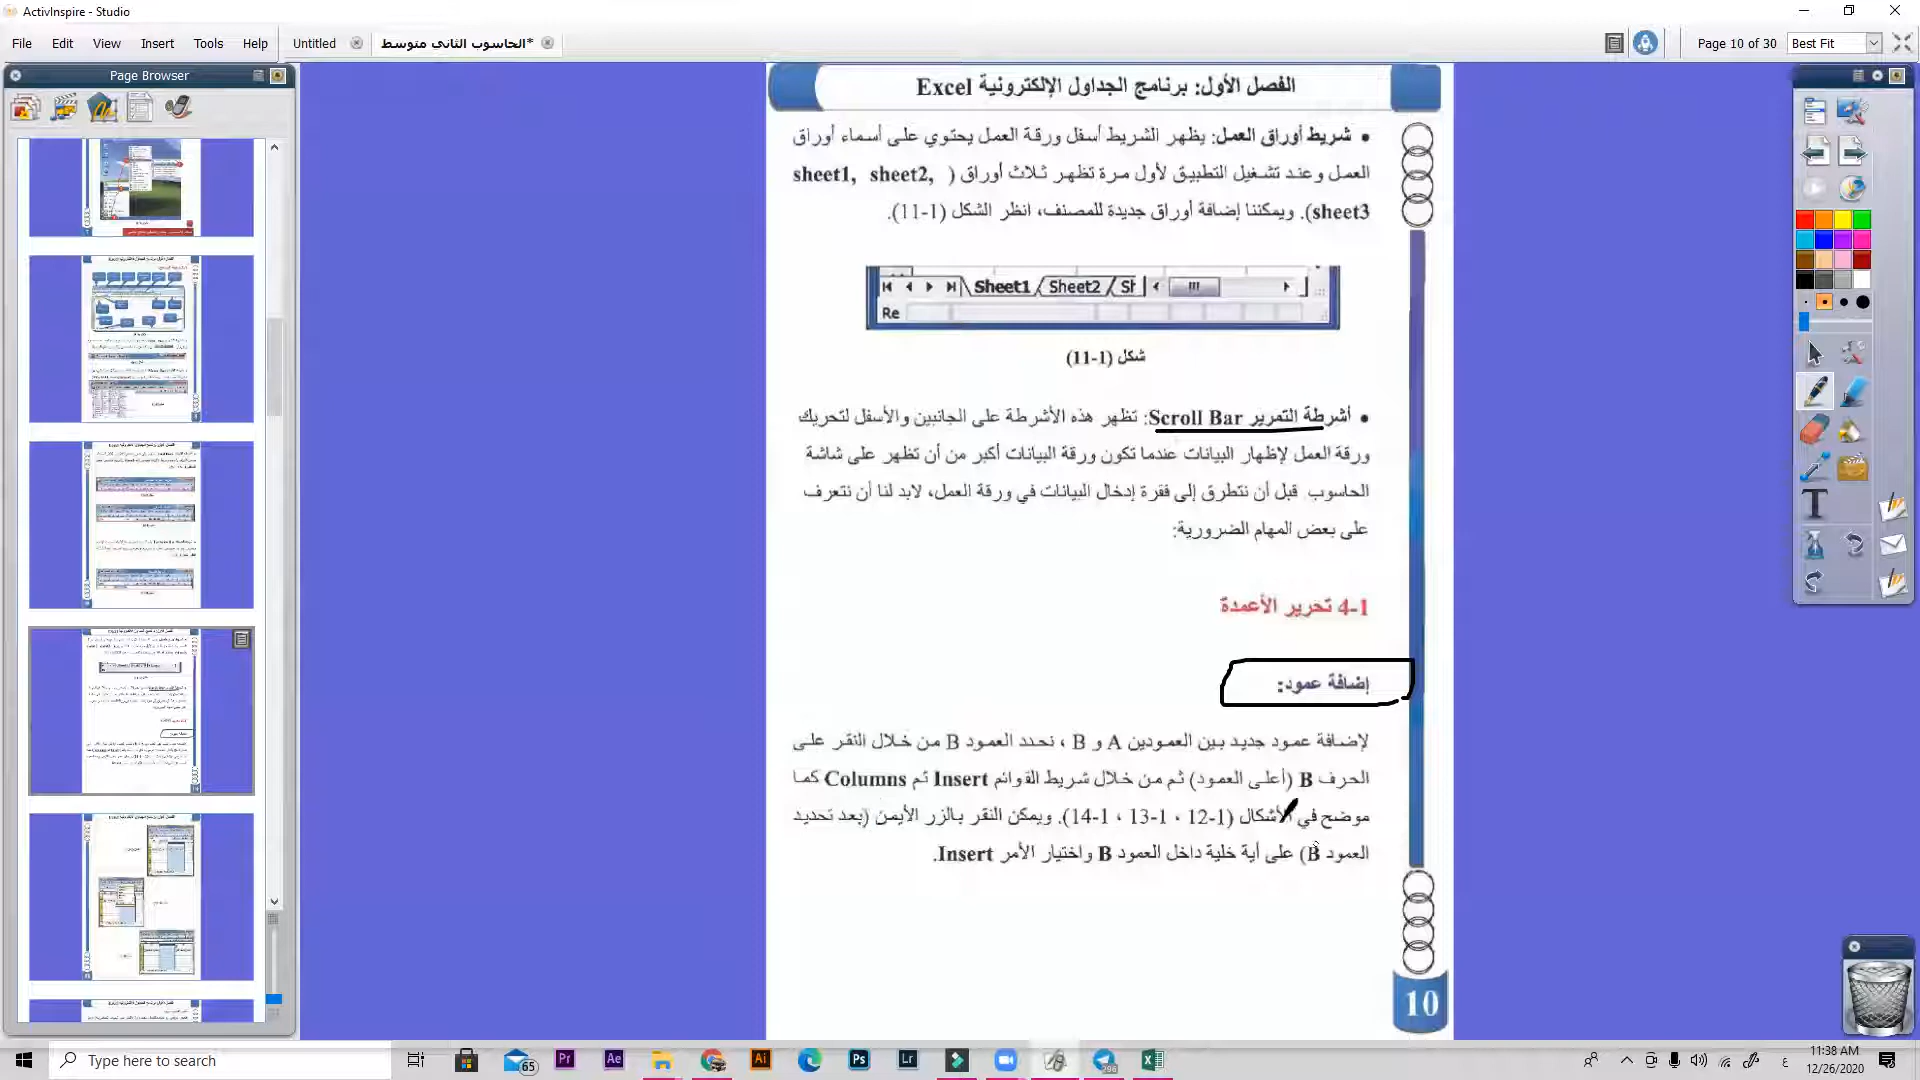 ActivInspire - Studio
File Edit View Insert Tools Help
Untitled
الحاسوب الثاني متوسط*
Page 10 of 30
Best Fit
Page Browser
الفصل الأول: برنامج الجداول الإلكترونية Excel
• شريط أوراق العمل: يظهر الشريط أسفل ورقة العمل يحتوي على أسماء أوراق
العمل وعند تشغيل التطبيق لأول مرة تظهر ثلاث أوراق ( sheet1, sheet2,
sheet3). ويمكننا إضافة أوراق جديدة للمصنف، انظر الشكل (1-11).
Sheet1 Sheet2 Sh
Re
شكل (1-11)
• أشرطة التمرير Scroll Bar: تظهر هذه الأشرطة على الجانبين والأسفل لتحريك
ورقة العمل لإظهار البيانات عندما تكون ورقة البيانات أكبر من أن تظهر على شاشة
الحاسوب. قبل أن نتطرق إلى فقرة إدخال البيانات في ورقة العمل، لابد لنا أن نتعرف
على بعض المهام الضرورية:
4-1 تحرير الأعمدة
إضافة عمود:
لإضافة عمود جديد بين العمودين A و B ، نحدد العمود B من خلال النقر على
الحرف B (أعلى العمود) ثم من خلال شريط القوائم Insert ثم Columns كما
موضح في الأشكال (1-12 ، 1-13 ، 1-14). ويمكن النقر بالزر الأيمن (بعد تحديد
العمود B) على أية خلية داخل العمود B واختيار الأمر Insert.
10
T
Type here to search
65
Pr
Ae
Ai
Ps
Lr
ع
11:38 AM
12/26/2020